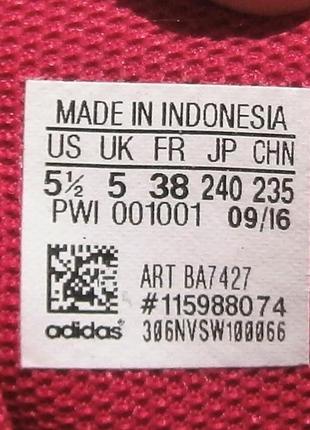 MADE IN INDONESIA
US UK FR JP CHN
5½ 5 38 240 235
PWI 001001 09/16
ART BA7427
#115988074
adidas 306NVSW100066